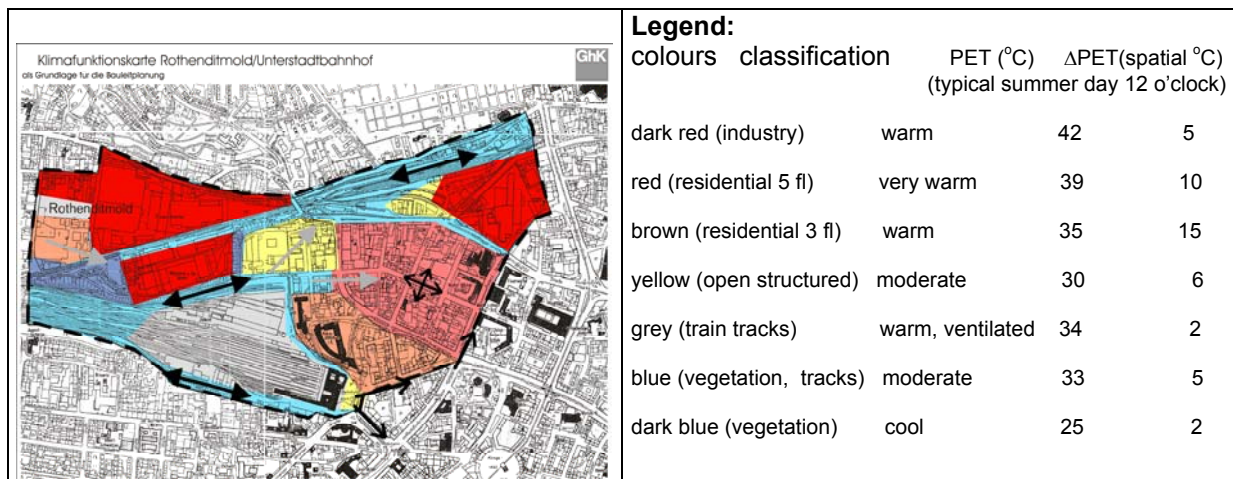 Klimafunktionskarte Rothenditmold/Unterstadtbahnhof
als Grundlage für die Bauleitplanung
GhK
Rothenditmold
Legend:
colours classification PET (°C) ΔPET(spatial °C)
(typical summer day 12 o'clock)
dark red (industry) warm 42 5
red (residential 5 fl) very warm 39 10
brown (residential 3 fl) warm 35 15
yellow (open structured) moderate 30 6
grey (train tracks) warm, ventilated 34 2
blue (vegetation, tracks) moderate 33 5
dark blue (vegetation) cool 25 2